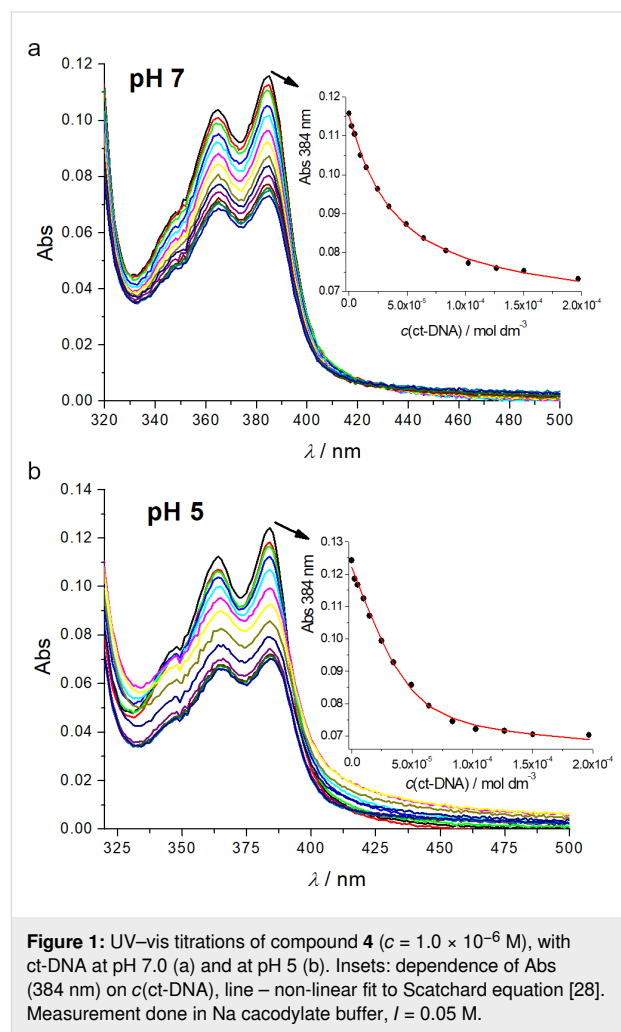 a
pH 7
0.12
0.10
0.08
0.06
0.04
0.02
0.00
Abs
320 340 360 380 400 420 440 460 480 500
λ / nm
0.12
0.11
0.10
0.09
0.08
0.07
Abs 384 nm
0 5.0x10⁻⁵ 1.0x10⁻⁴ 1.5x10⁻⁴ 2.0x10⁻⁴
c(ct-DNA) / mol dm⁻³
b
pH 5
0.14
0.12
0.10
0.08
0.06
0.04
0.02
0.00
Abs
325 350 375 400 425 450 475 500
λ / nm
0.13
0.12
0.11
0.10
0.09
0.08
0.07
Abs 384 nm
0 5.0x10⁻⁵ 1.0x10⁻⁴ 1.5x10⁻⁴ 2.0x10⁻⁴
c(ct-DNA) / mol dm⁻³
Figure 1: UV–vis titrations of compound 4 (c = 1.0 × 10⁻⁶ M), with
ct-DNA at pH 7.0 (a) and at pH 5 (b). Insets: dependence of Abs
(384 nm) on c(ct-DNA), line – non-linear fit to Scatchard equation [28].
Measurement done in Na cacodylate buffer, I = 0.05 M.